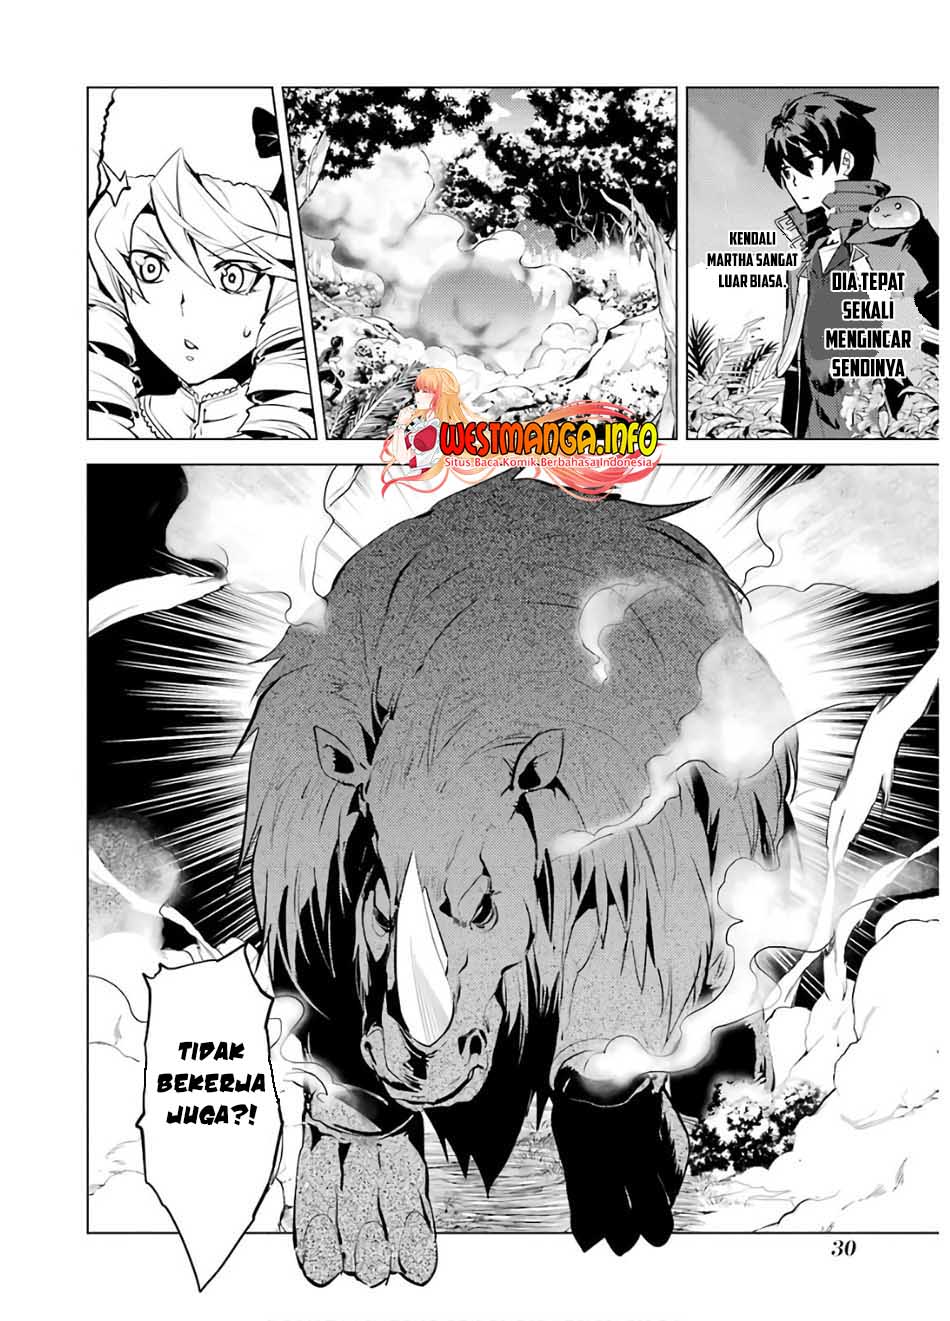 KENDALI
MARTHA SANGAT
LUAR BIASA.
DIA TEPAT
SEKALI
MENGINCAR
SENDINYA
WESTMANGA.INFO
Situs Baca Komik Berbahasa Indonesia
TIDAK
BEKERJA
JUGA?!
30